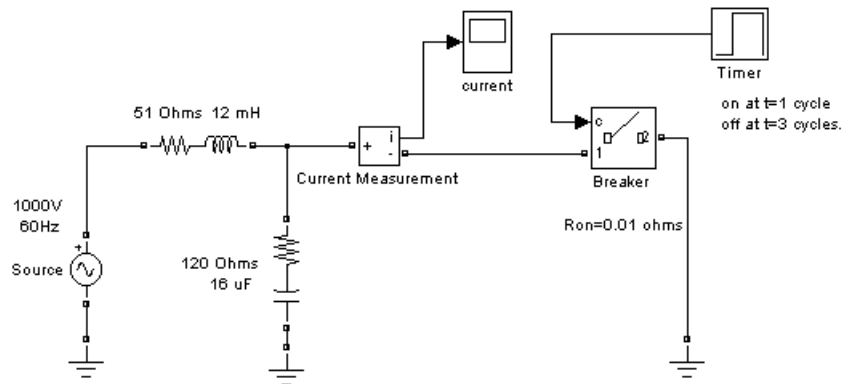 current
Timer
on at t=1 cycle
off at t=3 cycles.
51 Ohms 12 mH
+
i
-
Current Measurement
c
1
2
Breaker
Ron=0.01 ohms
1000V
60Hz
+
Source
120 Ohms
16 uF